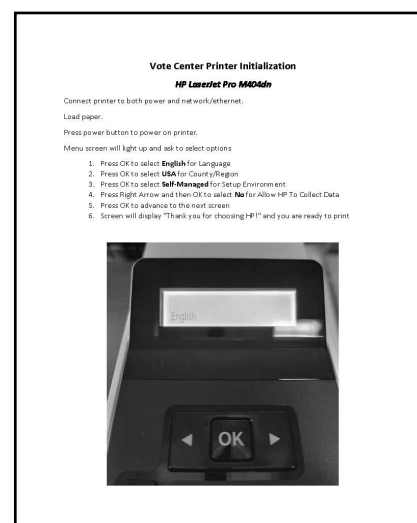 Vote Center Printer Initialization
HP LaserJet Pro M404dn
Connect printer to both power and network/ethernet.
Load paper.
Press power button to power on printer.
Menu screen will light up and ask to select options
1. Press OK to select English for Language
2. Press OK to select USA for County/Region
3. Press OK to select Self-Managed for Setup Environment
4. Press Right Arrow and then OK to select No for Allow HP To Collect Data
5. Press OK to advance to the next screen
6. Screen will display "Thank you for choosing HP!" and you are ready to print
English
OK